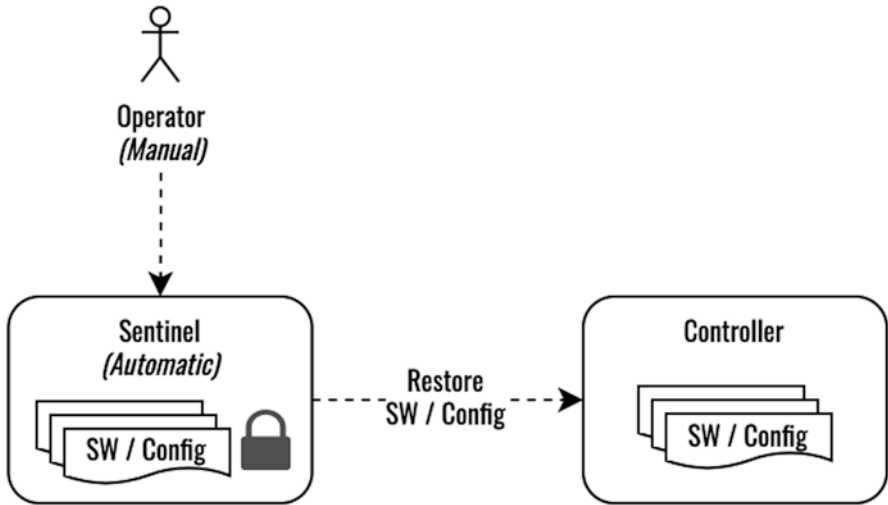 Operator
(Manual)
Sentinel
(Automatic)
SW / Config
Restore
SW / Config
Controller
SW / Config